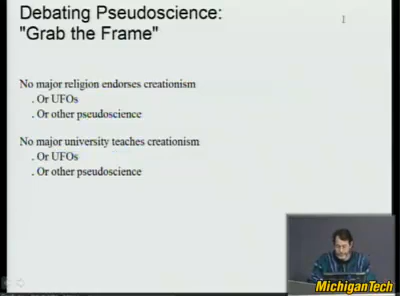 Debating Pseudoscience:
"Grab the Frame"
No major religion endorses creationism
. Or UFOs
. Or other pseudoscience
No major university teaches creationism
. Or UFOs
. Or other pseudoscience
MichiganTech